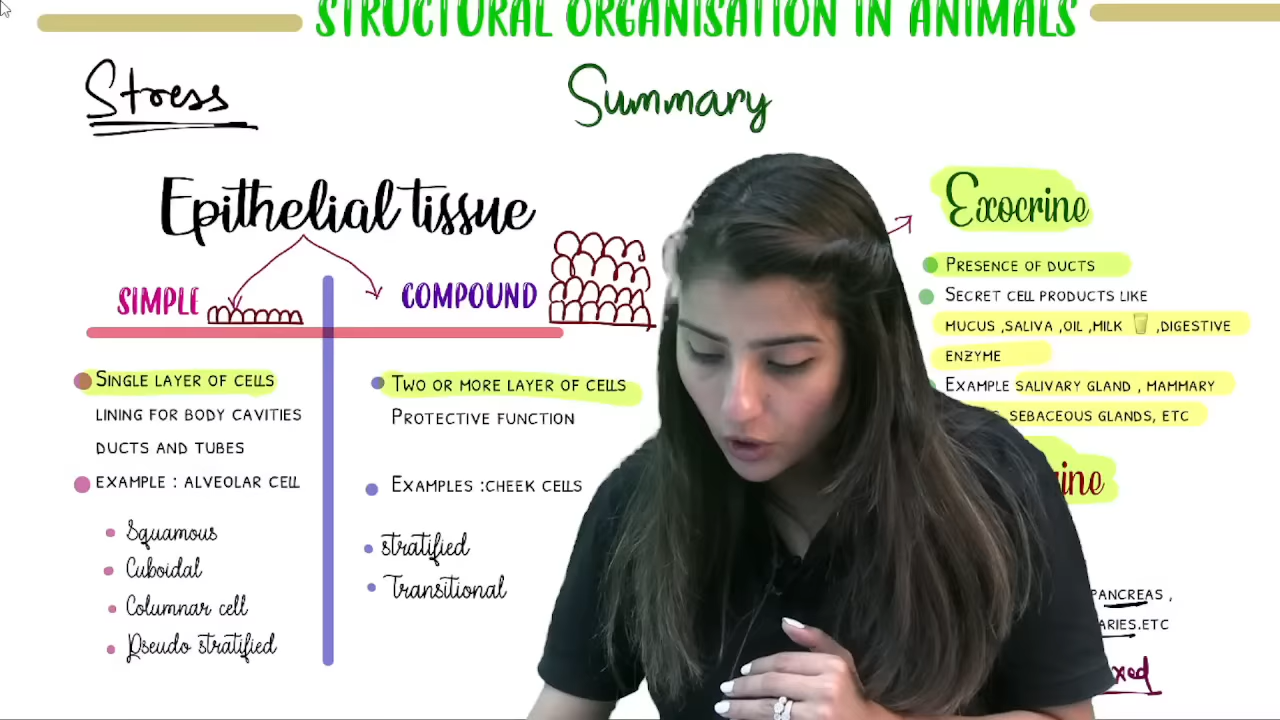 STRUCTURAL ORGANISATION IN ANIMALS
Stress
Summary
Epithelial tissue
SIMPLE
COMPOUND
SINGLE LAYER OF CELLS
LINING FOR BODY CAVITIES
DUCTS AND TUBES
EXAMPLE : ALVEOLAR CELL
Squamous
Cuboidal
Columnar cell
Pseudo stratified
TWO OR MORE LAYER OF CELLS
PROTECTIVE FUNCTION
EXAMPLES :CHEEK CELLS
stratified
Transitional
Exocrine
PRESENCE OF DUCTS
SECRET CELL PRODUCTS LIKE
MUCUS ,SALIVA ,OIL ,MILK 🥛 ,DIGESTIVE
ENZYME
EXAMPLE SALIVARY GLAND , MAMMARY
SEBACEOUS GLANDS, ETC
PANCREAS ,
ETC